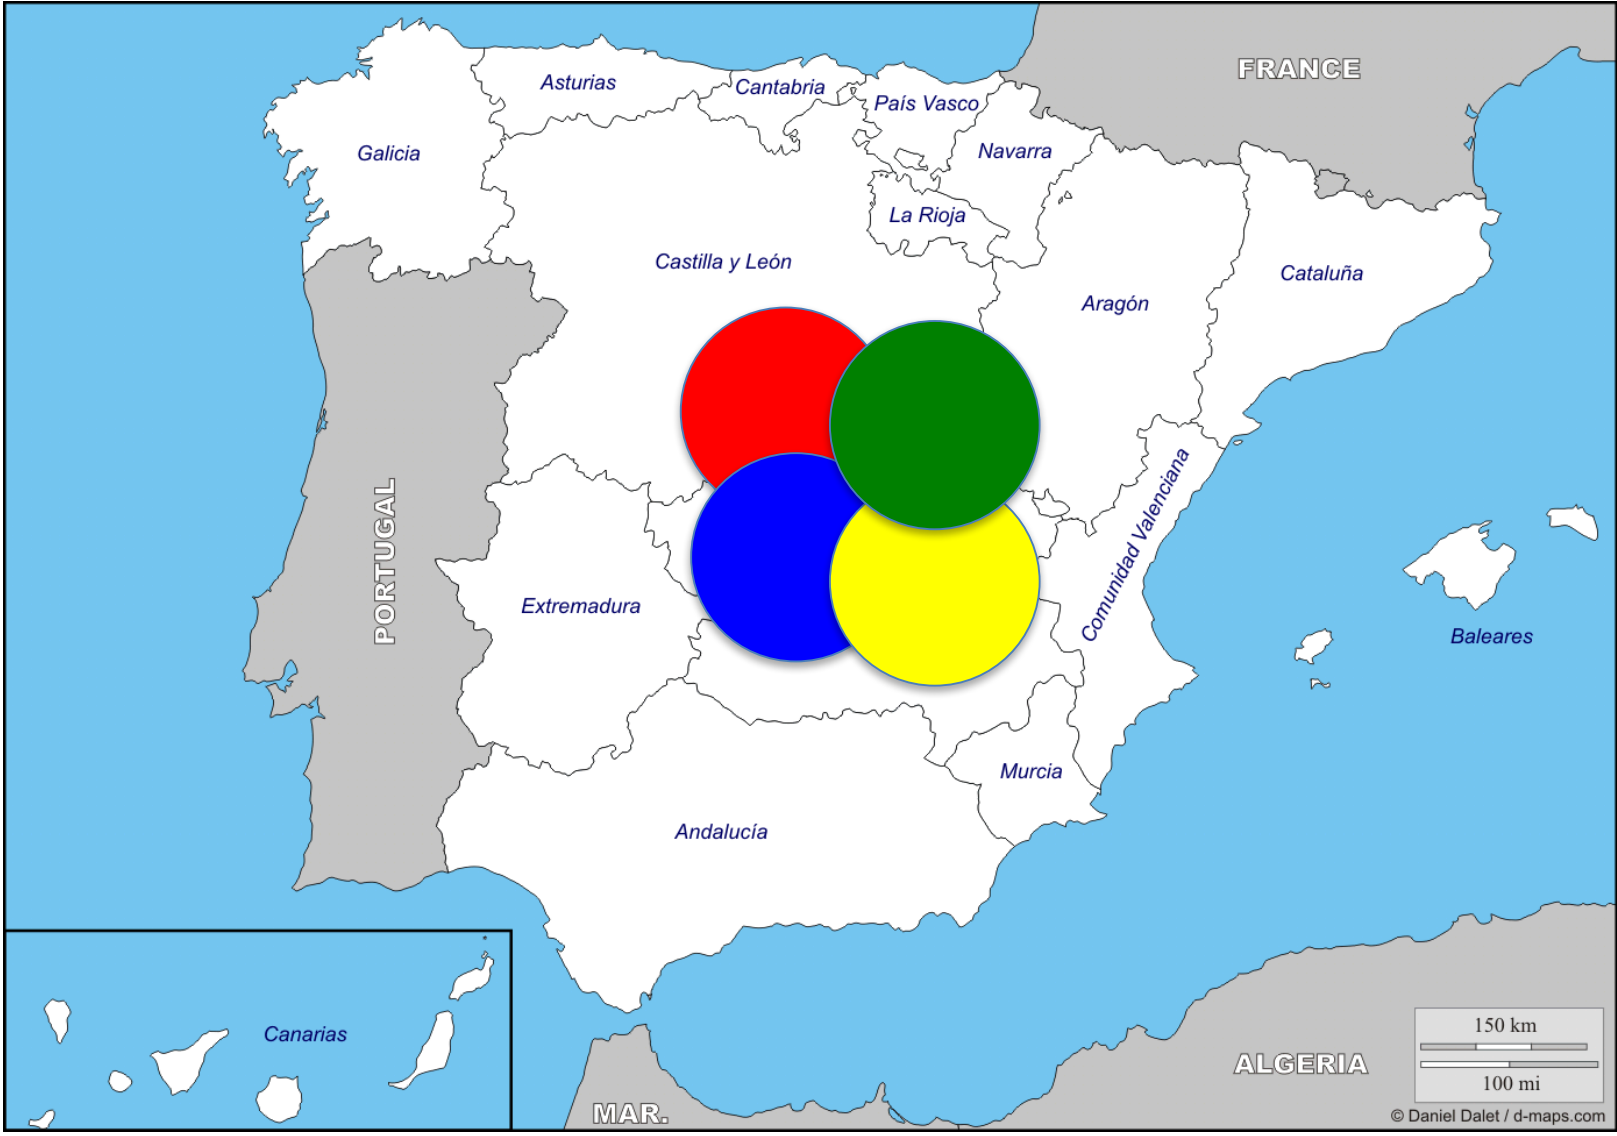 FRANCE
Asturias
Cantabria
País Vasco
Galicia
Navarra
La Rioja
Castilla y León
Cataluña
Aragón
PORTUGAL
Comunidad Valenciana
Extremadura
Baleares
Murcia
Andalucía
Canarias
150 km
100 mi
ALGERIA
MAR.
© Daniel Dalet / d-maps.com